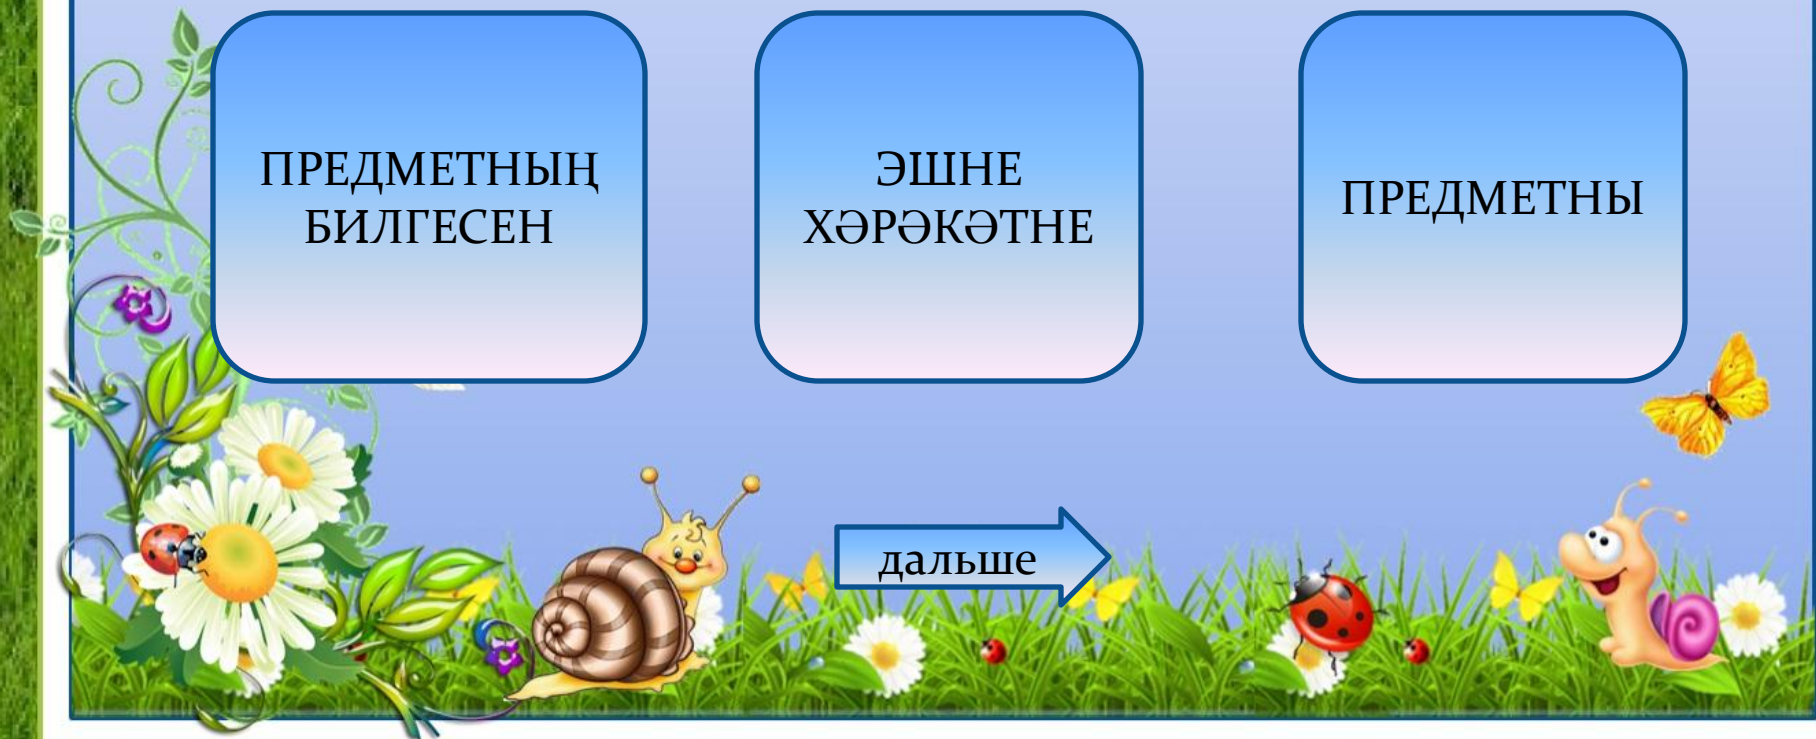 ПРЕДМЕТНЫҢ
БИЛГЕСЕН
ЭШНЕ
ХӘРӘКӘТНЕ
ПРЕДМЕТНЫ
дальше